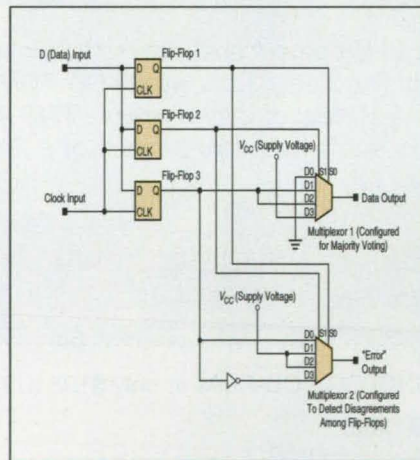 D (Data) Input
Flip-Flop 1
D Q
CLK
Flip-Flop 2
D Q
CLK
Flip-Flop 3
D Q
CLK
Clock Input
VCC (Supply Voltage)
D0 S1 S0
D1
D2
D3
Data Output
Multiplexor 1 (Configured
for Majority Voting)
VCC (Supply Voltage)
D0 S1 S0
D1
D2
D3
"Error"
Output
Multiplexor 2 (Configured
To Detect Disagreements
Among Flip-Flops)